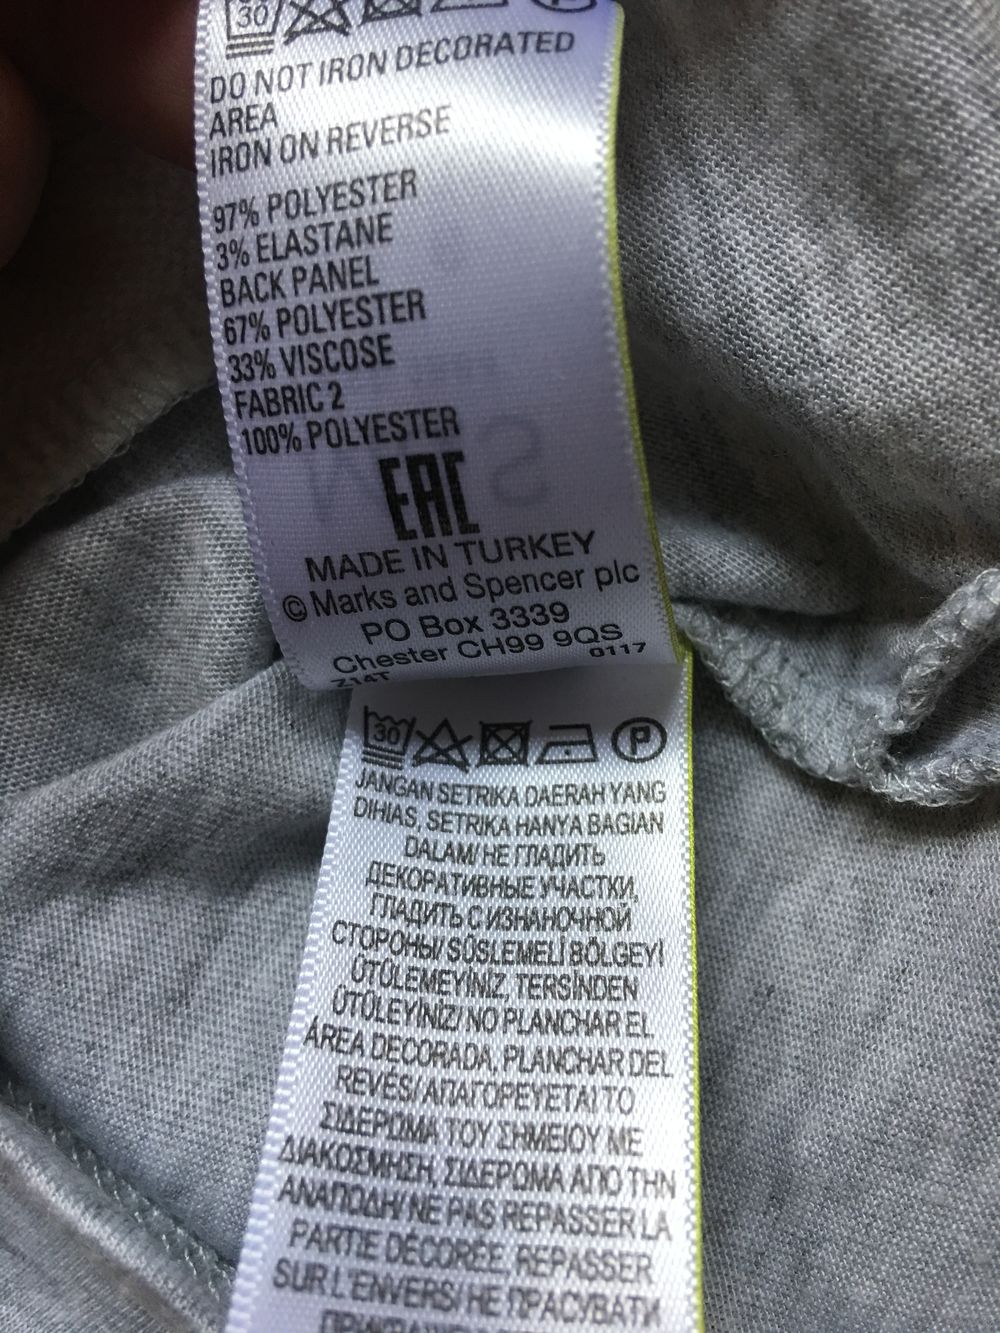 30
DO NOT IRON DECORATED
AREA
IRON ON REVERSE
97% POLYESTER
3% ELASTANE
BACK PANEL
67% POLYESTER
33% VISCOSE
FABRIC 2
100% POLYESTER
EAC
MADE IN TURKEY
© Marks and Spencer plc
PO Box 3339
Chester CH99 9QS
Z14T 0117
30 P
JANGAN SETRIKA DAERAH YANG
DIHIAS, SETRIKA HANYA BAGIAN
DALAM/ НЕ ГЛАДИТЬ
ДЕКОРАТИВНЫЕ УЧАСТКИ,
ГЛАДИТЬ С ИЗНАНОЧНОЙ
СТОРОНЫ/ SÜSLEMELİ BÖLGEYİ
ÜTÜLEMEYİNİZ, TERSİNDEN
ÜTÜLEYİNİZ/ NO PLANCHAR EL
ÁREA DECORADA, PLANCHAR DEL
REVÉS/ ΑΠΑΓΟΡΕΥΕΤΑΙ ΤΟ
ΣΙΔΕΡΩΜΑ ΤΟΥ ΣΗΜΕΙΟΥ ΜΕ
ΔΙΑΚΟΣΜΗΣΗ, ΣΙΔΕΡΩΜΑ ΑΠΟ ΤΗΝ
ΑΝΑΠΟΔΗ/ NE PAS REPASSER LA
PARTIE DÉCORÉE, REPASSER
SUR L'ENVERS/ НЕ ПРАСУВАТИ